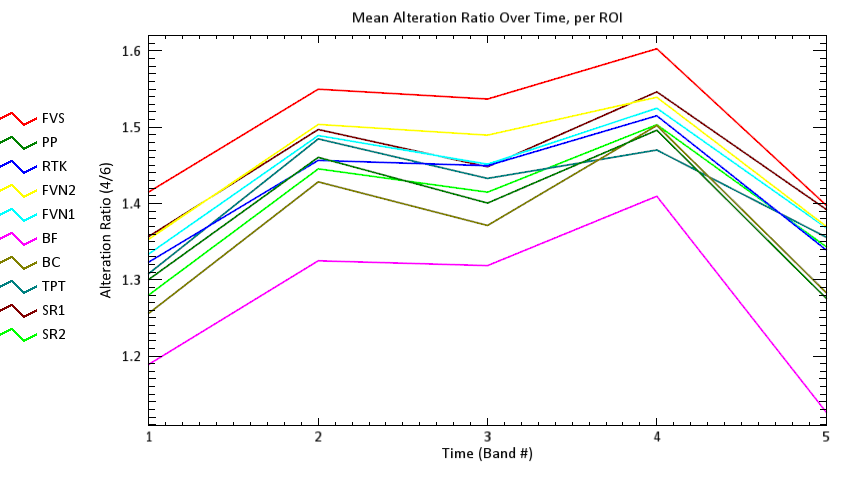 Mean Alteration Ratio Over Time, per ROI
FVS
PP
RTK
FVN2
FVN1
BF
BC
TPT
SR1
SR2
Alteration Ratio (4/6)
1.6
1.5
1.4
1.3
1.2
1 2 3 4 5
Time (Band #)